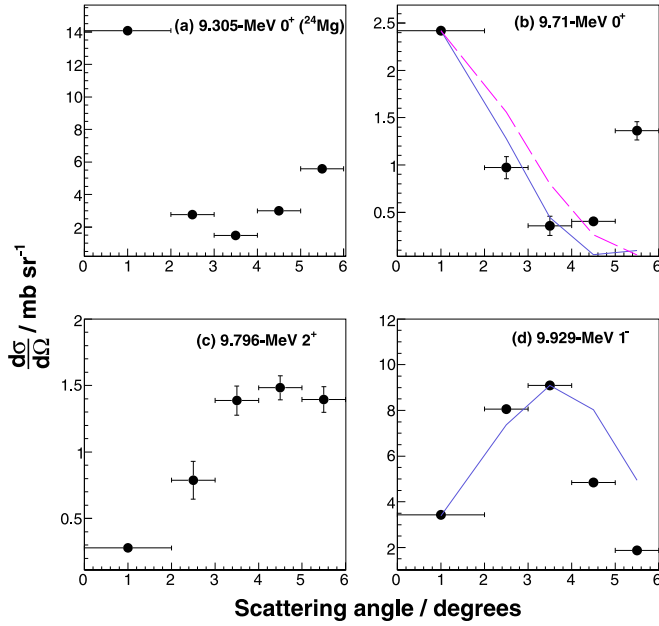 (a) 9.305-MeV 0⁺ (²⁴Mg)
14
12
10
8
6
4
2
0 1 2 3 4 5 6
(b) 9.71-MeV 0⁺
2.5
2
1.5
1
0.5
0 1 2 3 4 5 6
dσ/dΩ / mb sr⁻¹
(c) 9.796-MeV 2⁺
2
1.5
1
0.5
0 1 2 3 4 5 6
(d) 9.929-MeV 1⁻
12
10
8
6
4
2
0 1 2 3 4 5 6
Scattering angle / degrees